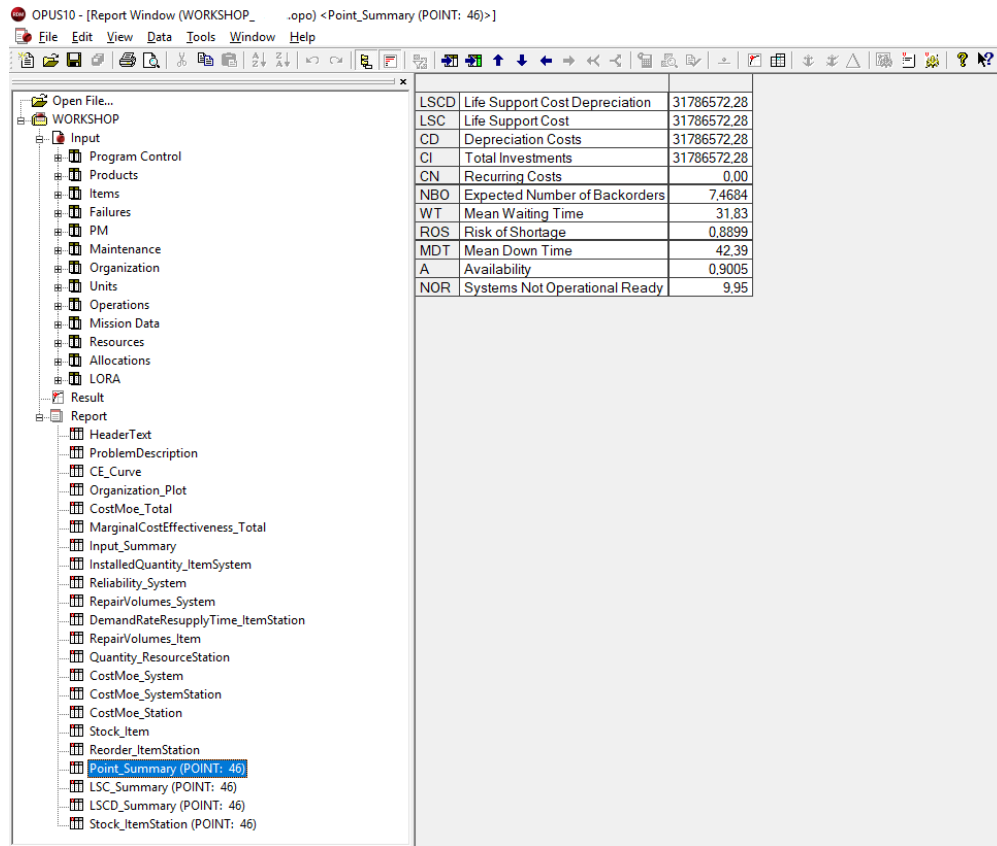 OPUS10 - [Report Window (WORKSHOP_ .opo) <Point_Summary (POINT: 46)>]
File Edit View Data Tools Window Help
Open File...
WORKSHOP
Input
Program Control
Products
Items
Failures
PM
Maintenance
Organization
Units
Operations
Mission Data
Resources
Allocations
LORA
Result
Report
HeaderText
ProblemDescription
CE_Curve
Organization_Plot
CostMoe_Total
MarginalCostEffectiveness_Total
Input_Summary
InstalledQuantity_ItemSystem
Reliability_System
RepairVolumes_System
DemandRateResupplyTime_ItemStation
RepairVolumes_Item
Quantity_ResourceStation
CostMoe_System
CostMoe_SystemStation
CostMoe_Station
Stock_Item
Reorder_ItemStation
Point_Summary (POINT: 46)
LSC_Summary (POINT: 46)
LSCD_Summary (POINT: 46)
Stock_ItemStation (POINT: 46)
LSCD Life Support Cost Depreciation 31786572,28
LSC Life Support Cost 31786572,28
CD Depreciation Costs 31786572,28
CI Total Investments 31786572,28
CN Recurring Costs 0,00
NBO Expected Number of Backorders 7,4684
WT Mean Waiting Time 31,83
ROS Risk of Shortage 0,8899
MDT Mean Down Time 42,39
A Availability 0,9005
NOR Systems Not Operational Ready 9,95